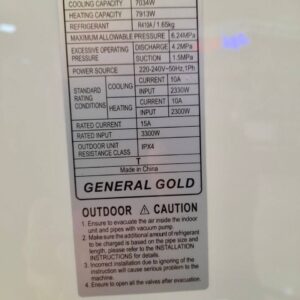 COOLING CAPACITY 7034W
HEATING CAPACITY 7913W
REFRIGERANT R410A / 1.65kg
MAXIMUM ALLOWABLE PRESSURE 6.24MPa
EXCESSIVE OPERATING PRESSURE DISCHARGE 4.2MPa
SUCTION 1.5MPa
POWER SOURCE 220-240V~50Hz,1Ph
STANDARD RATING CONDITIONS COOLING CURRENT 10A
INPUT 2330W
HEATING CURRENT 10A
INPUT 2330W
RATED CURRENT 15A
RATED INPUT 3300W
OUTDOOR UNIT RESISTANCE CLASS IPX4
T
Made in China
GENERAL GOLD
OUTDOOR ⚠ CAUTION
1. Ensure to evacuate the air inside the indoor
unit and pipes with vacuum pump
2. Make sure the additional amount of refrigerant
to be charged is based on the pipe size and
length, please refer to the INSTALLATION
INSTRUCTIONS for details.
3. Incorrect installation due to ignoring of the
instruction will cause serious problem to the
machine.
4. Ensure to open all the valves after